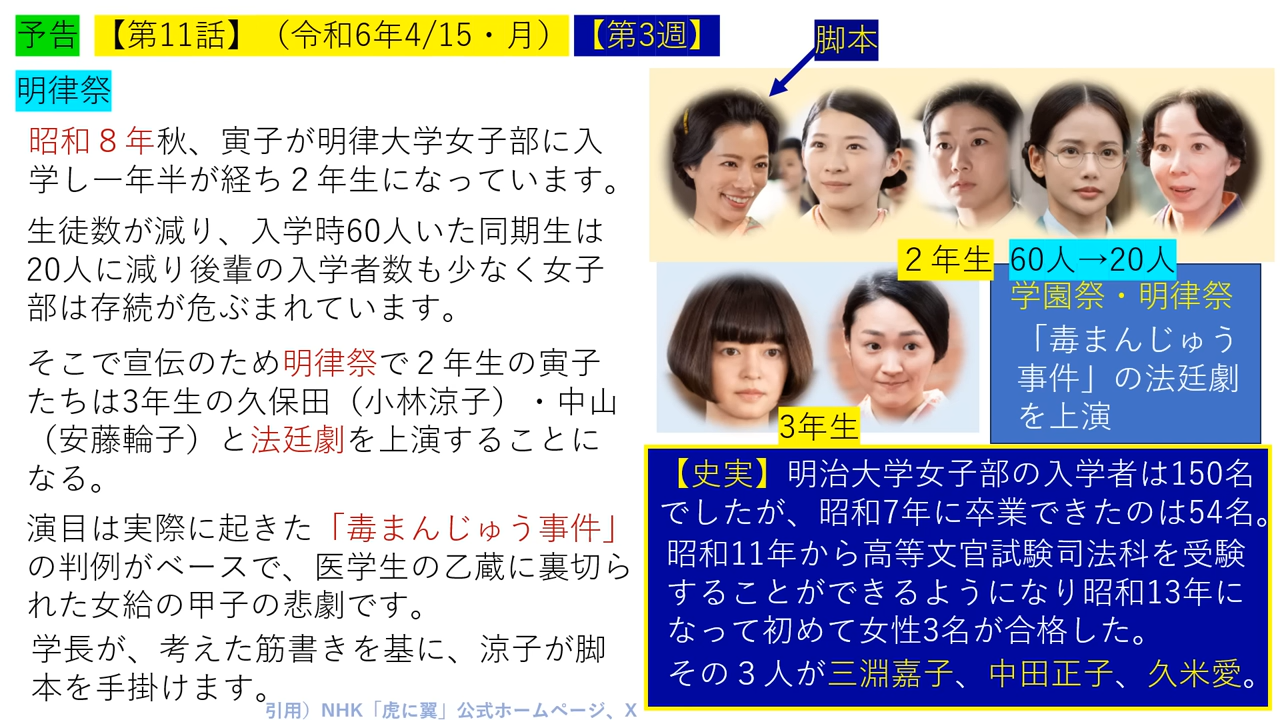 予告 【第11話】（令和6年4/15・月）【第3週】
脚本
明律祭
昭和８年秋、寅子が明律大学女子部に入
学し一年半が経ち２年生になっています。
生徒数が減り、入学時60人いた同期生は
20人に減り後輩の入学者数も少なく女子
部は存続が危ぶまれています。
そこで宣伝のため明律祭で２年生の寅子
たちは3年生の久保田（小林涼子）・中山
（安藤輪子）と法廷劇を上演することに
なる。
演目は実際に起きた「毒まんじゅう事件」
の判例がベースで、医学生の乙蔵に裏切ら
れた女給の甲子の悲劇です。
学長が、考えた筋書きを基に、涼子が脚
本を手掛けます。
２年生 60人→20人
学園祭・明律祭
「毒まんじゅう
事件」の法廷劇
を上演
3年生
【史実】明治大学女子部の入学者は150名
でしたが、昭和7年に卒業できたのは54名。
昭和11年から高等文官試験司法科を受験
することができるようになり昭和13年に
なって初めて女性3名が合格した。
その３人が三淵嘉子、中田正子、久米愛。
引用）NHK「虎に翼」公式ホームページ、X